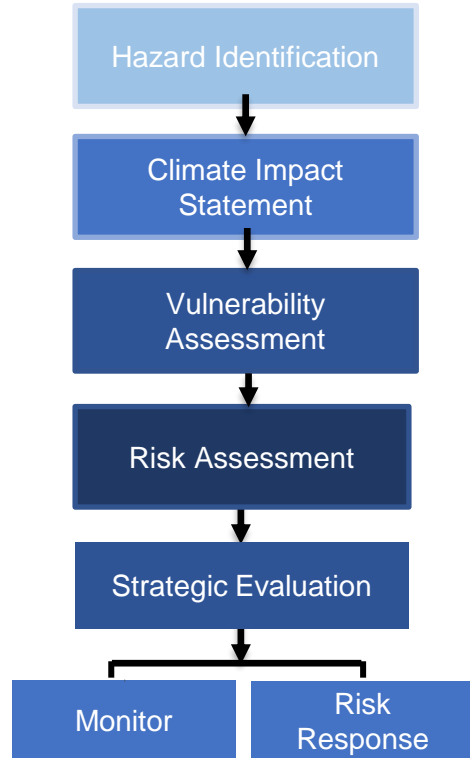 Hazard Identification
Climate Impact
Statement
Vulnerability
Assessment
Risk Assessment
Strategic Evaluation
Monitor
Risk
Response